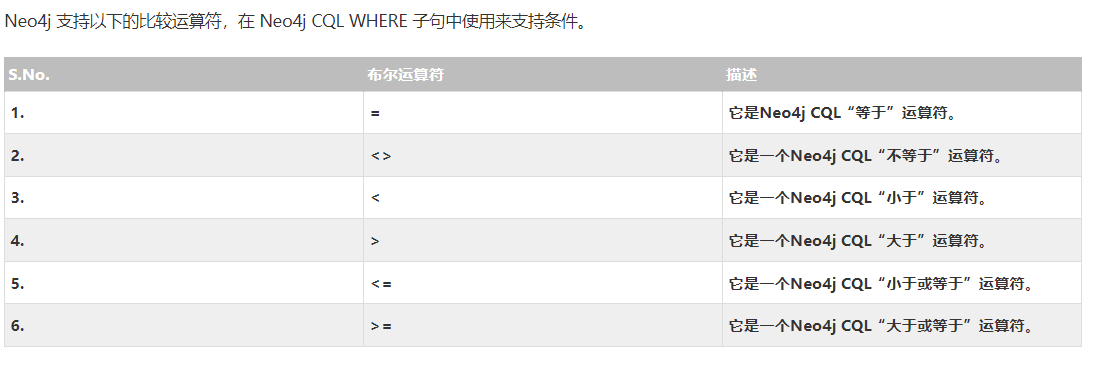 Neo4j 支持以下的比较运算符，在 Neo4j CQL WHERE 子句中使用来支持条件。
S.No. 布尔运算符 描述
1. = 它是Neo4j CQL“等于”运算符。
2. <> 它是一个Neo4j CQL“不等于”运算符。
3. < 它是一个Neo4j CQL“小于”运算符。
4. > 它是一个Neo4j CQL“大于”运算符。
5. <= 它是一个Neo4j CQL“小于或等于”运算符。
6. >= 它是一个Neo4j CQL“大于或等于”运算符。